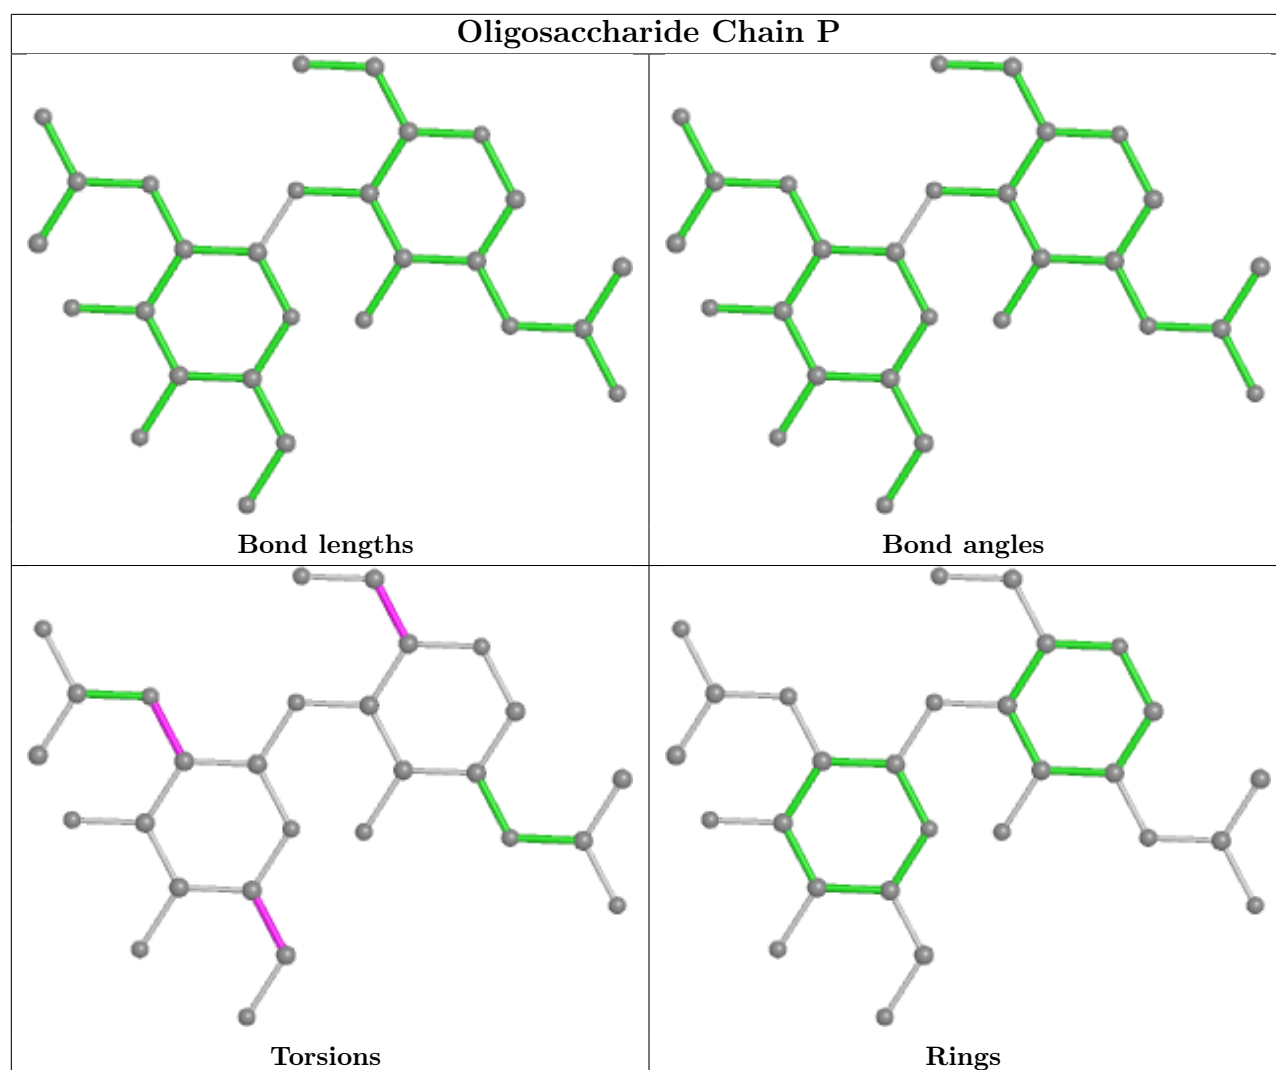 Oligosaccharide Chain P
Bond lengths
Bond angles
Torsions
Rings